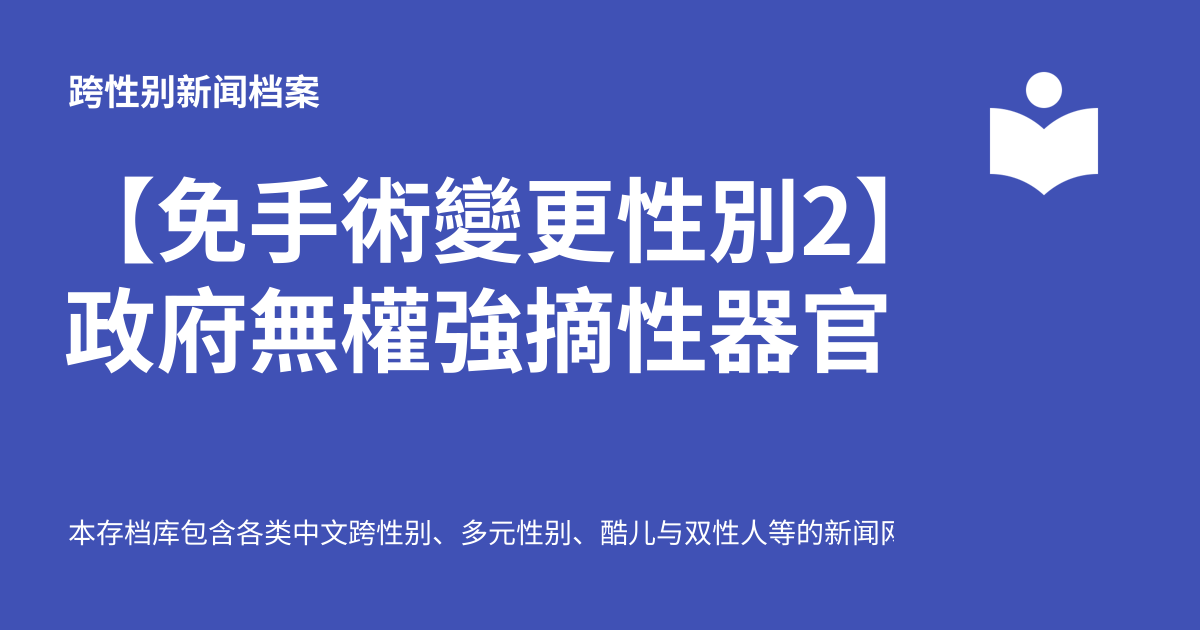 跨性别新闻档案
【免手術變更性別2】
政府無權強摘性器官
本存档库包含各类中文跨性别、多元性别、酷儿与双性人等的新闻